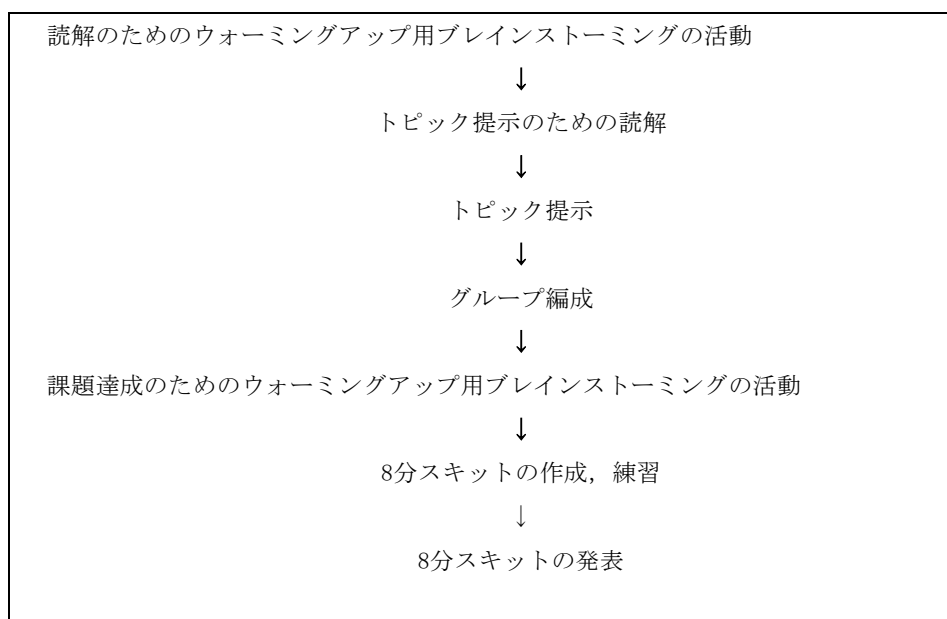 読解のためのウォーミングアップ用ブレインストーミングの活動
↓
トピック提示のための読解
↓
トピック提示
↓
グループ編成
↓
課題達成のためのウォーミングアップ用ブレインストーミングの活動
↓
8分スキットの作成，練習
↓
8分スキットの発表